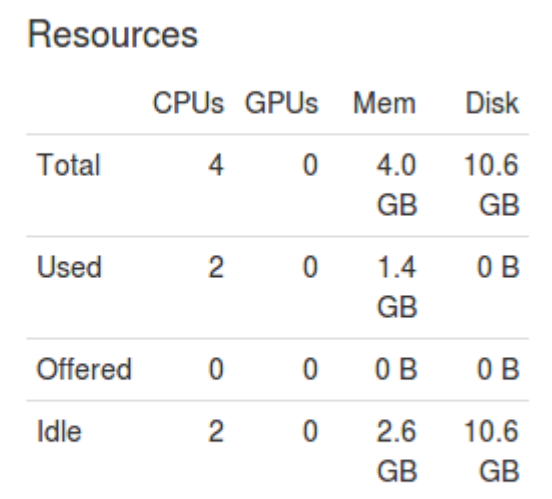 Resources
CPUs GPUs Mem Disk
Total 4 0 4.0 10.6
GB GB
Used 2 0 1.4 0 B
GB
Offered 0 0 0 B 0 B
Idle 2 0 2.6 10.6
GB GB